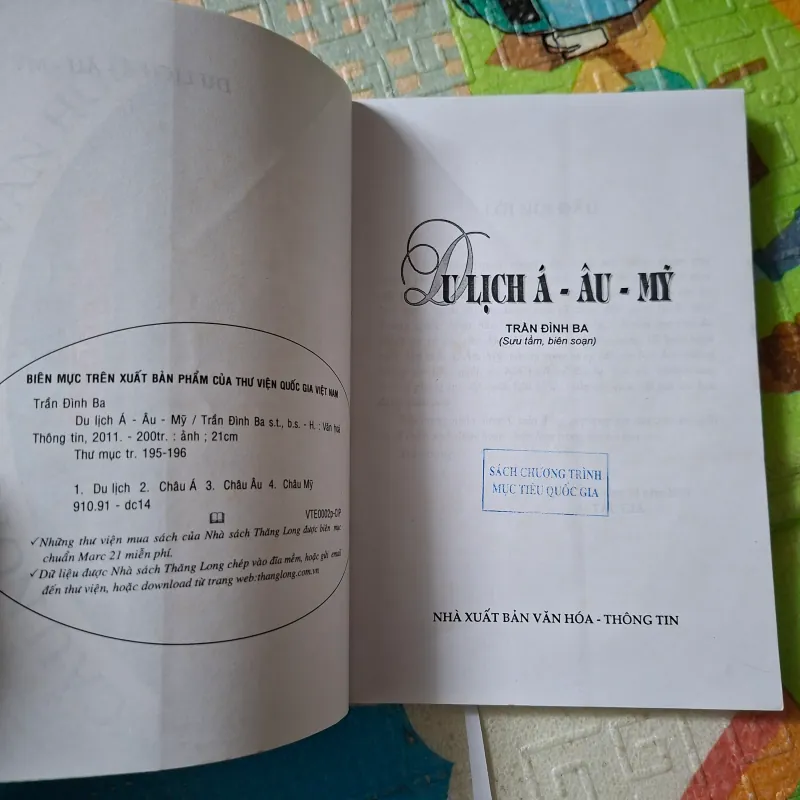 BIÊN MỤC TRÊN XUẤT BẢN PHẨM CỦA THƯ VIỆN QUỐC GIA VIỆT NAM
Trần Đình Ba
Du lịch Á - Âu - Mỹ / Trần Đình Ba s.t., b.s. - H. : Văn hoá
Thông tin, 2011. - 200tr. : ảnh ; 21cm
Thư mục tr. 195-196
1. Du lịch 2. Châu Á 3. Châu Âu 4. Châu Mỹ
910.91 - dc14
VTE0002p-CIP
✓Những thư viện mua sách của Nhà sách Thăng Long được biên mục
chuẩn Marc 21 miễn phí.
✓Dữ liệu được Nhà sách Thăng Long chép vào đĩa mềm, hoặc gửi email
đến thư viện, hoặc download từ trang web:thanglong.com.vn
DU LỊCH Á - ÂU - MỸ
TRẦN ĐÌNH BA
(Sưu tầm, biên soạn)
SÁCH CHƯƠNG TRÌNH
MỤC TIÊU QUỐC GIA
NHÀ XUẤT BẢN VĂN HÓA - THÔNG TIN